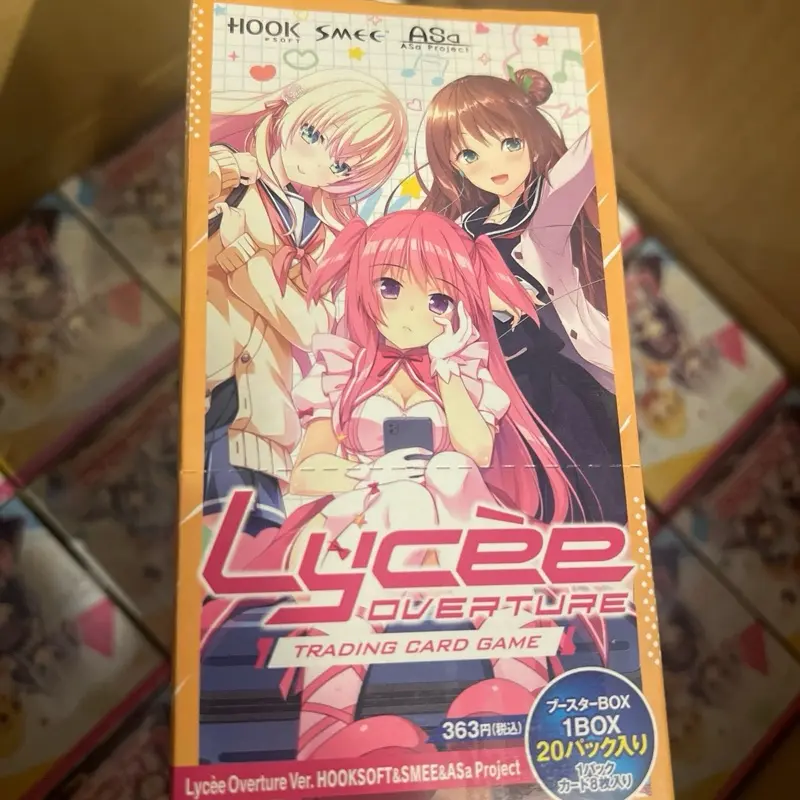 HOOK SMEE ASa
SOFT ASa Project
Lycèe
OVERTURE
TRADING CARD GAME
363円(税込)
ブースターBOX
1BOX
20パック入り
1パック
カード8枚入り
Lycèe Overture Ver. HOOKSOFT&SMEE&ASa Project